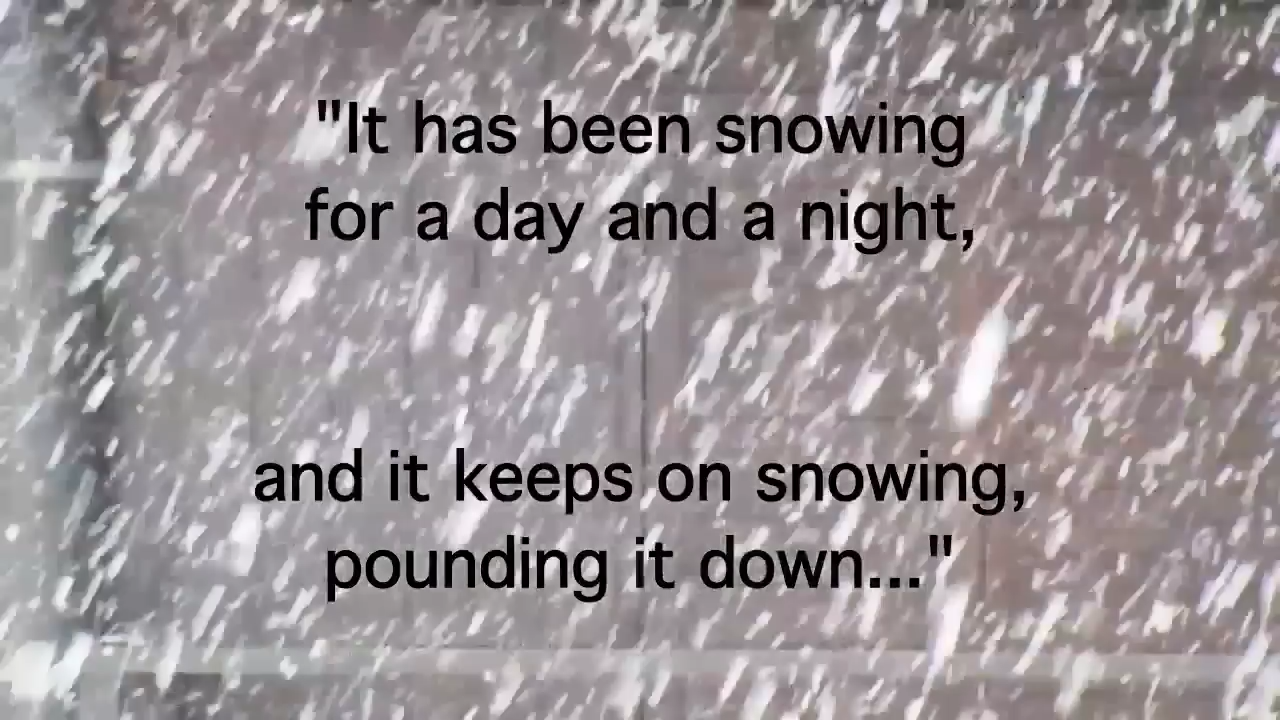 "It has been snowing
for a day and a night,
and it keeps on snowing,
pounding it down..."